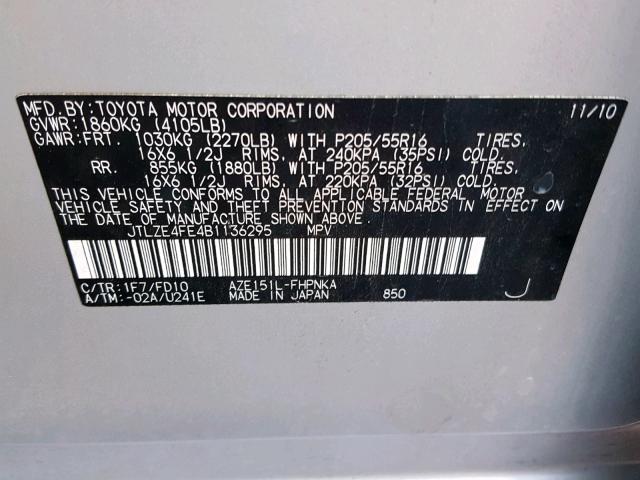 MFD.BY:TOYOTA MOTOR CORPORATION 11/10
GVWR:1860KG (4105LB)
GAWR:FRT. 1030KG (2270LB) WITH P205/55R16 TIRES.
16X6 1/2J RIMS, AT 240KPA (35PSI) COLD.
RR. 855KG (1880LB) WITH P205/55R16 TIRES.
16X6 1/2J RIMS, AT 220KPA (32PSI) COLD.
THIS VEHICLE CONFORMS TO ALL APPLICABLE FEDERAL MOTOR
VEHICLE SAFETY AND THEFT PREVENTION STANDARDS IN EFFECT ON
THE DATE OF MANUFACTURE SHOWN ABOVE.
JTLZE4FE4B1136295 MPV
C/TR:1F7/FD10 AZE151L-FHPNKA
A/TM:-02A/U241E MADE IN JAPAN 850 J